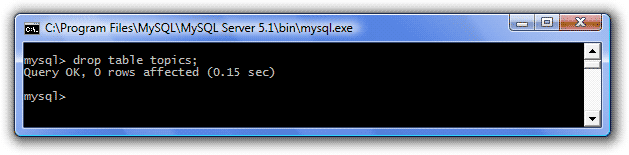 C:\Program Files\MySQL\MySQL Server 5.1\bin\mysql.exe
mysql> drop table topics;
Query OK, 0 rows affected (0.15 sec)
mysql>